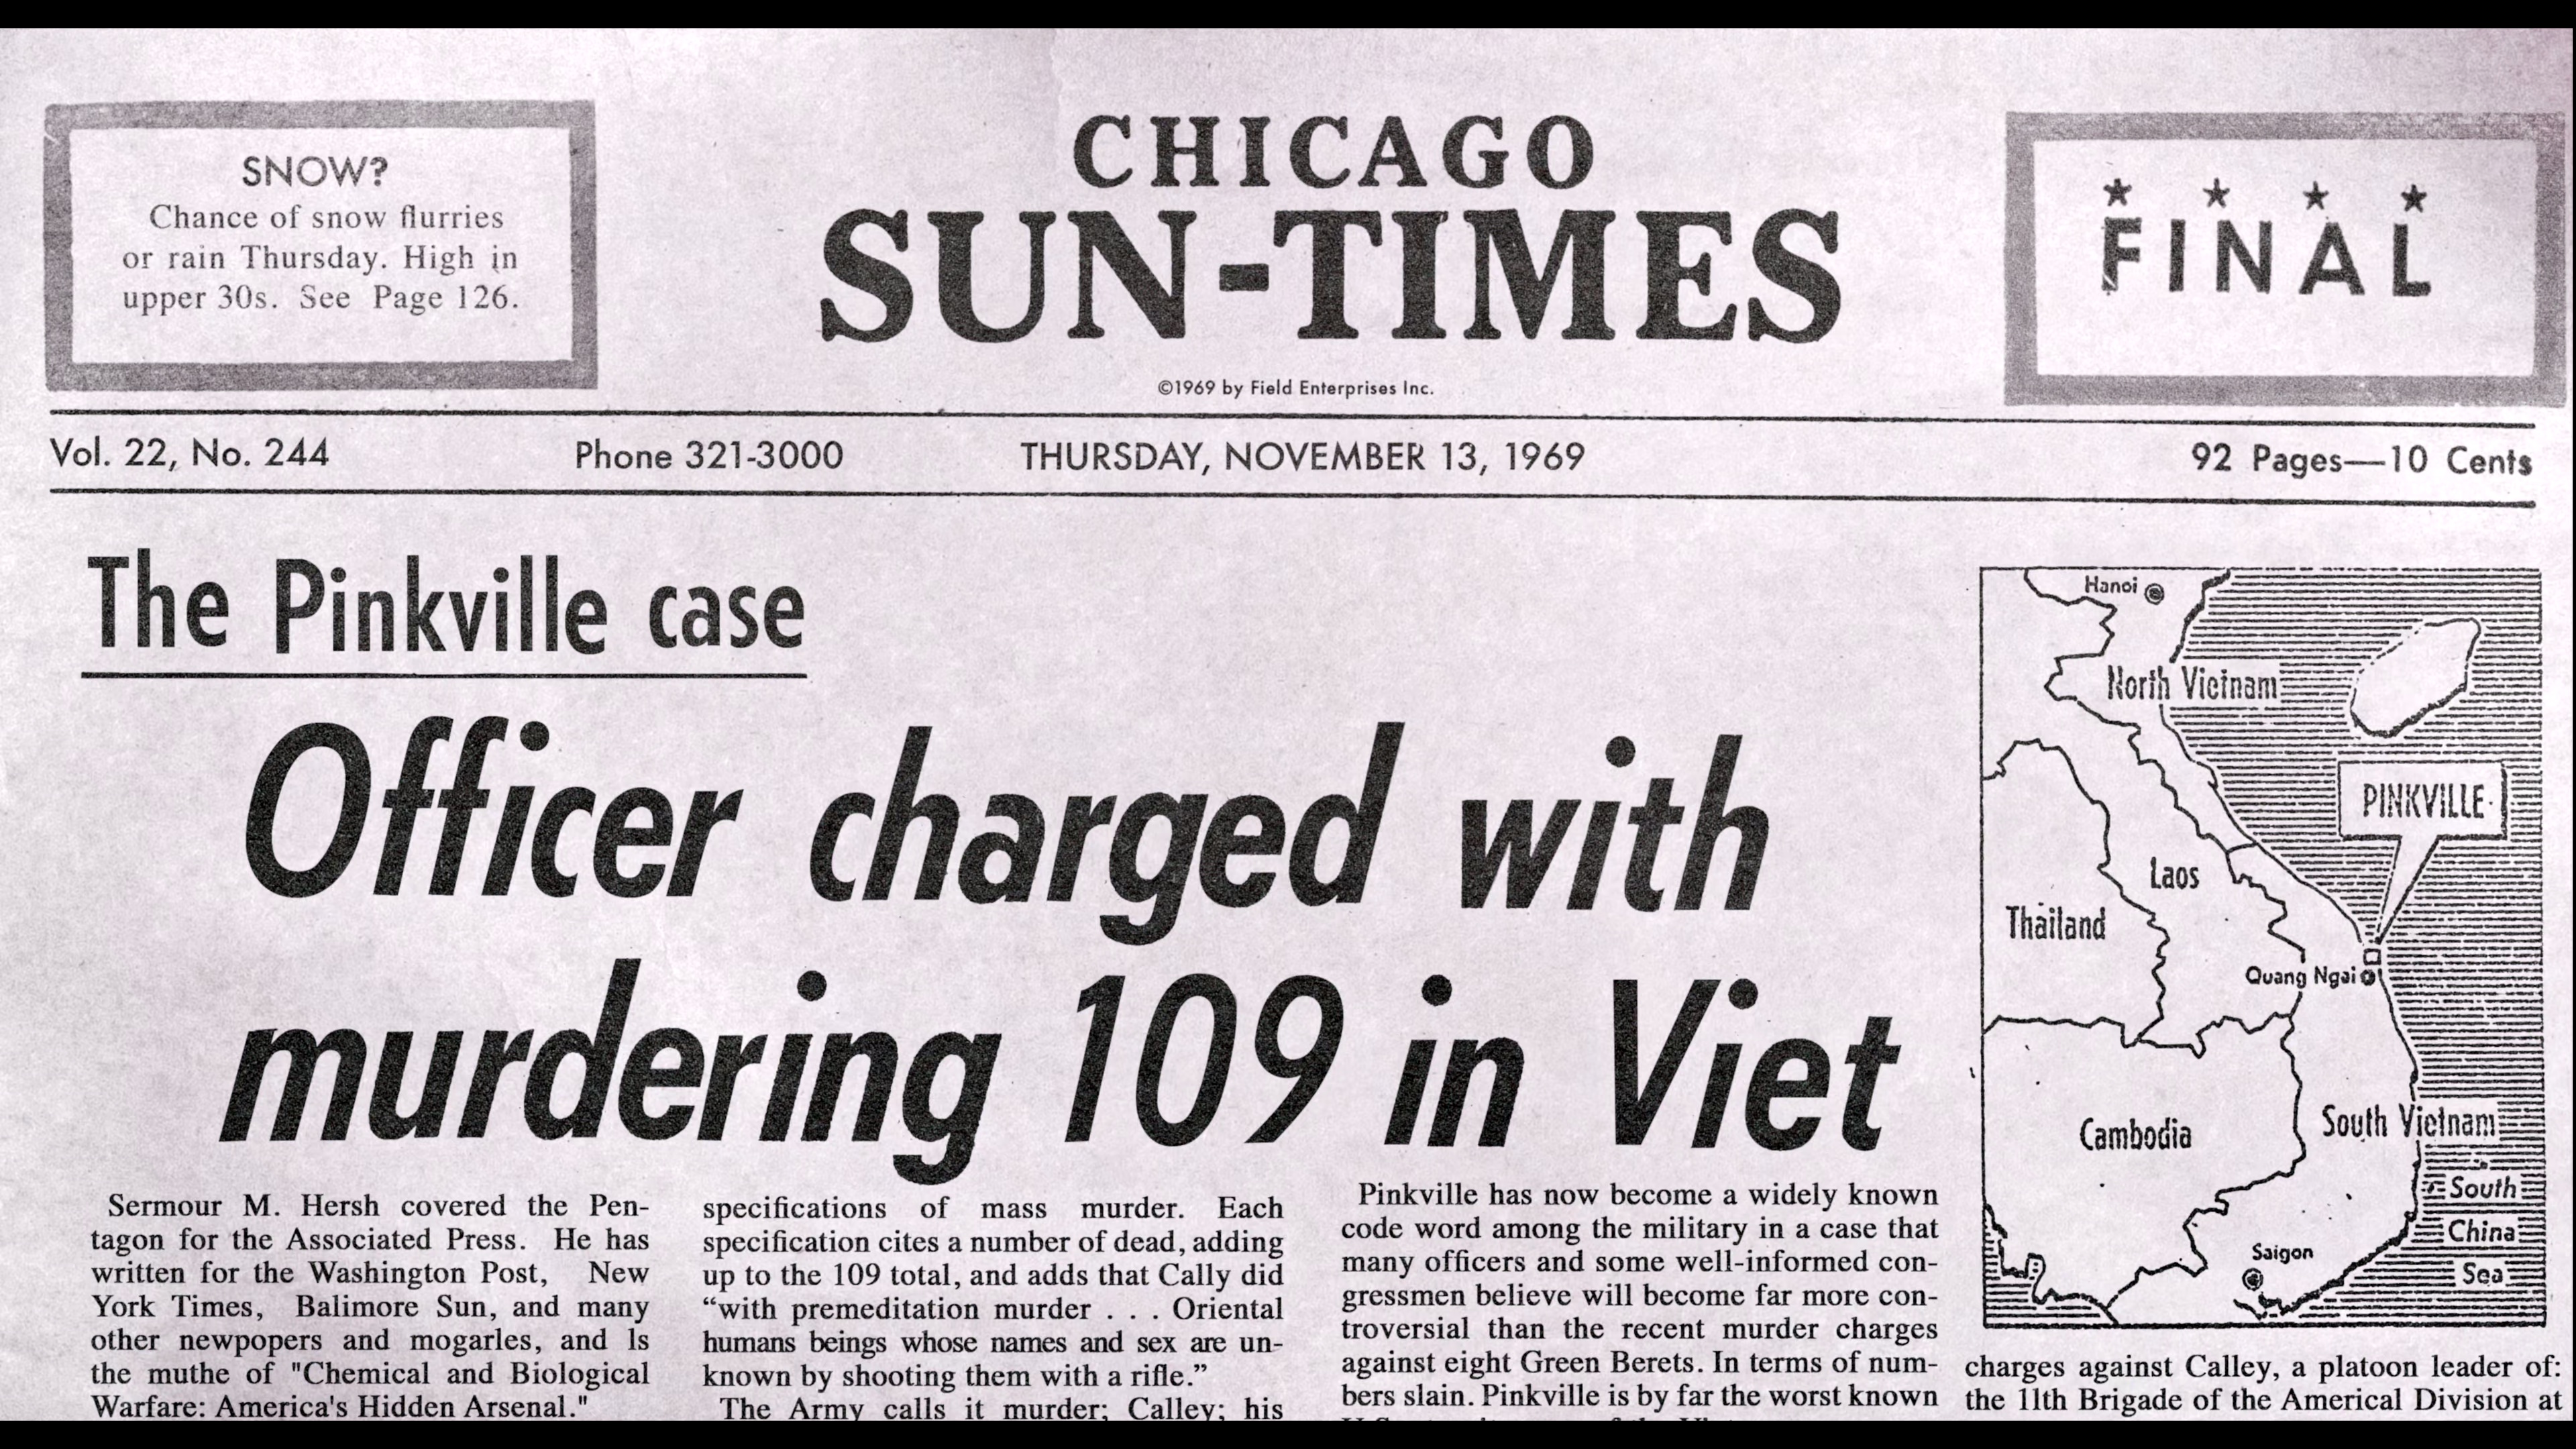 SNOW?
Chance of snow flurries
or rain Thursday. High in
upper 30s. See Page 126.
CHICAGO
SUN-TIMES
©1969 by Field Enterprises Inc.
★ ★ ★ ★
FINAL
Vol. 22, No. 244 Phone 321-3000 THURSDAY, NOVEMBER 13, 1969 92 Pages—10 Cents
The Pinkville case
Officer charged with
murdering 109 in Viet
Sermour M. Hersh covered the Pen-
tagon for the Associated Press. He has
written for the Washington Post, New
York Times, Balimore Sun, and many
other newpopers and mogarles, and ls
the muthe of "Chemical and Biological
Warfare: America's Hidden Arsenal."
specifications of mass murder. Each
specification cites a number of dead, adding
up to the 109 total, and adds that Cally did
“with premeditation murder . . . Oriental
humans beings whose names and sex are un-
known by shooting them with a rifle.”
The Army calls it murder; Calley; his
Pinkville has now become a widely known
code word among the military in a case that
many officers and some well-informed con-
gressmen believe will become far more con-
troversial than the recent murder charges
against eight Green Berets. In terms of num-
bers slain. Pinkville is by far the worst known
Hanoi
North Vietnam
PINKVILLE
Laos
Thailand
Quang Ngai
Cambodia
South Vietnam
South
China
Sea
Saigon
charges against Calley, a platoon leader of:
the 11th Brigade of the Americal Division at